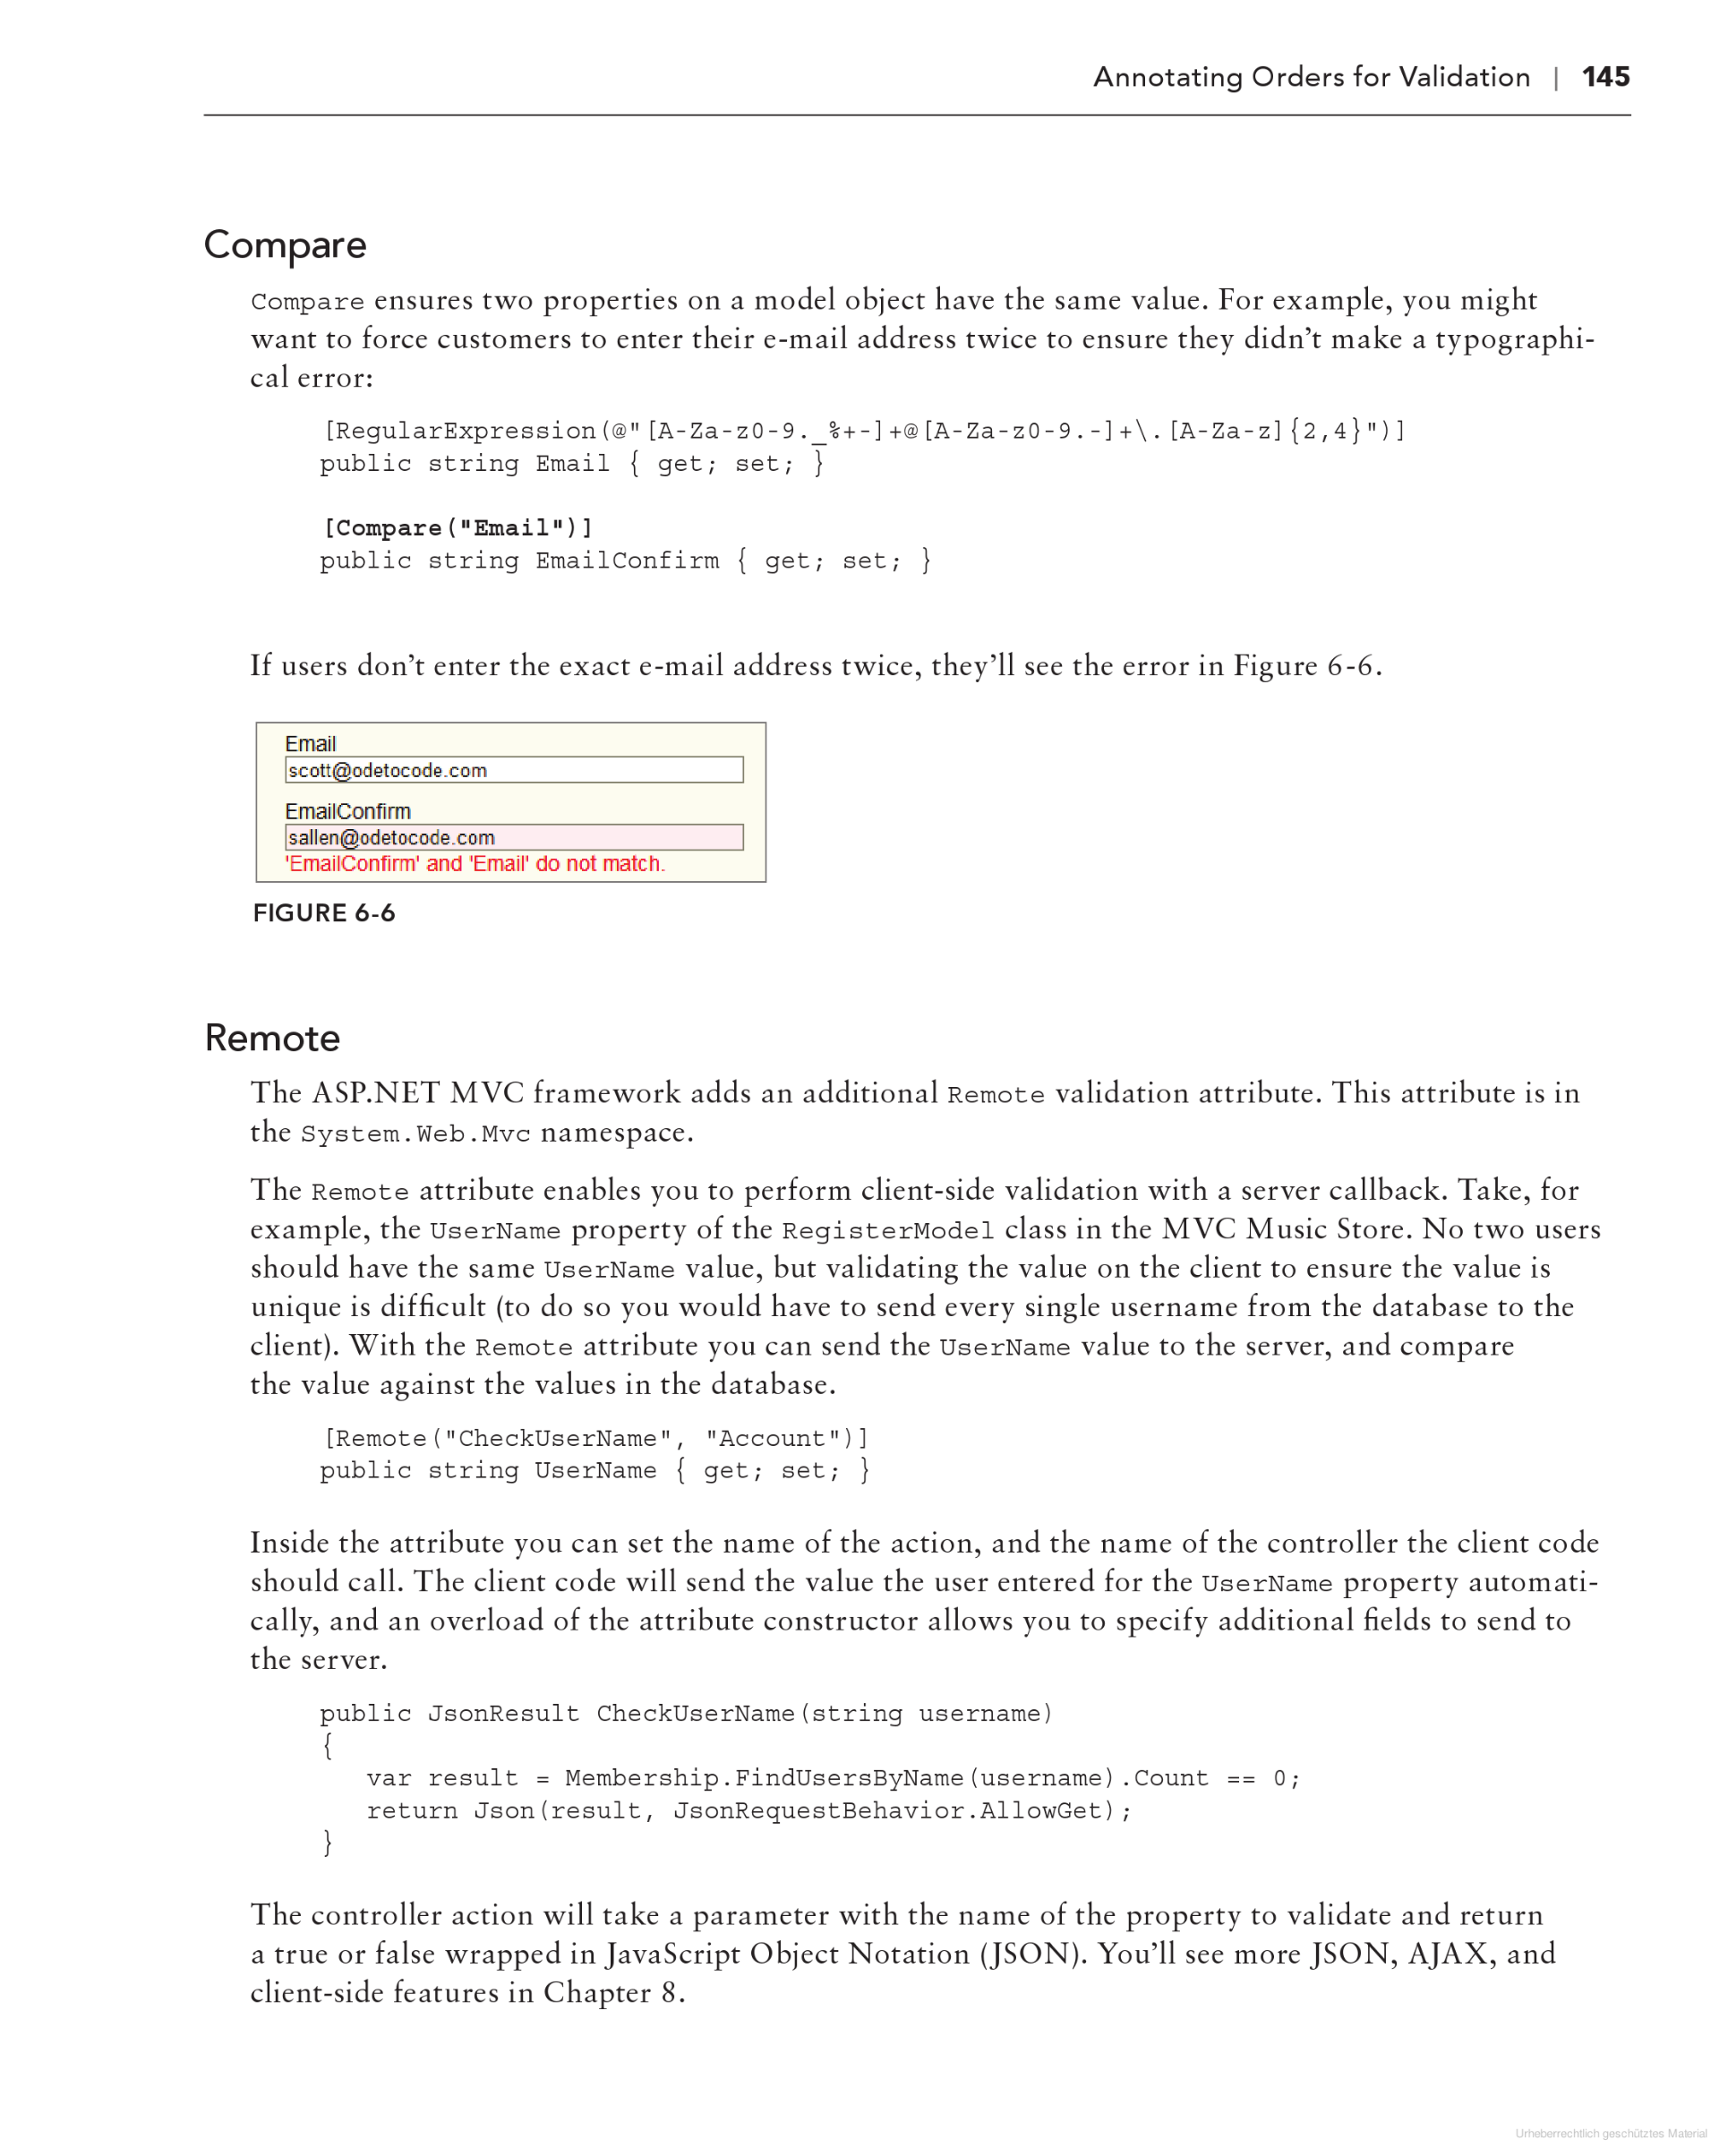 Annotating Orders for Validation | 145
Compare
Compare ensures two properties on a model object have the same value. For example, you might
want to force customers to enter their e-mail address twice to ensure they didn’t make a typographi-
cal error:
[RegularExpression(@"[A-Za-z0-9._%+-]+@[A-Za-z0-9.-]+\.[A-Za-z]{2,4}")]
public string Email { get; set; }
[Compare("Email")]
public string EmailConfirm { get; set; }
If users don’t enter the exact e-mail address twice, they’ll see the error in Figure 6-6.
Email
scott@odetocode.com
EmailConfirm
sallen@odetocode.com
'EmailConfirm' and 'Email' do not match.
FIGURE 6-6
Remote
The ASP.NET MVC framework adds an additional Remote validation attribute. This attribute is in
the System.Web.Mvc namespace.
The Remote attribute enables you to perform client-side validation with a server callback. Take, for
example, the UserName property of the RegisterModel class in the MVC Music Store. No two users
should have the same UserName value, but validating the value on the client to ensure the value is
unique is difficult (to do so you would have to send every single username from the database to the
client). With the Remote attribute you can send the UserName value to the server, and compare
the value against the values in the database.
[Remote("CheckUserName", "Account")]
public string UserName { get; set; }
Inside the attribute you can set the name of the action, and the name of the controller the client code
should call. The client code will send the value the user entered for the UserName property automati-
cally, and an overload of the attribute constructor allows you to specify additional fields to send to
the server.
public JsonResult CheckUserName(string username)
{
var result = Membership.FindUsersByName(username).Count == 0;
return Json(result, JsonRequestBehavior.AllowGet);
}
The controller action will take a parameter with the name of the property to validate and return
a true or false wrapped in JavaScript Object Notation (JSON). You’ll see more JSON, AJAX, and
client-side features in Chapter 8.
Urheberrechtlich geschütztes Material